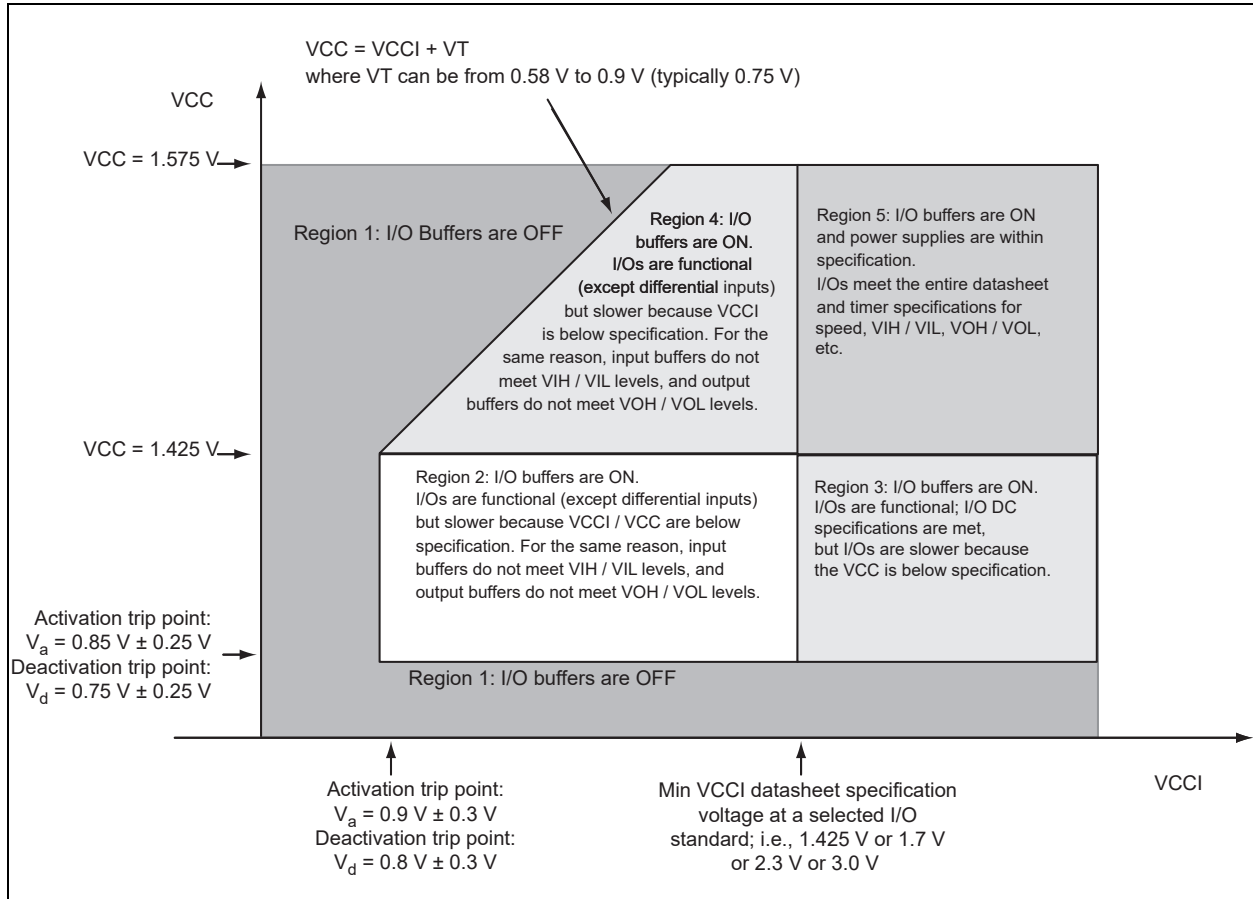 VCC = VCCI + VT
where VT can be from 0.58 V to 0.9 V (typically 0.75 V)
VCC
VCC = 1.575 V
Region 1: I/O Buffers are OFF
Region 4: I/O
buffers are ON.
I/Os are functional
(except differential inputs)
but slower because VCCI
is below specification. For the
same reason, input buffers do not
meet VIH / VIL levels, and output
buffers do not meet VOH / VOL levels.
Region 5: I/O buffers are ON
and power supplies are within
specification.
I/Os meet the entire datasheet
and timer specifications for
speed, VIH / VIL, VOH / VOL,
etc.
VCC = 1.425 V
Region 2: I/O buffers are ON.
I/Os are functional (except differential inputs)
but slower because VCCI / VCC are below
specification. For the same reason, input
buffers do not meet VIH / VIL levels, and
output buffers do not meet VOH / VOL levels.
Region 3: I/O buffers are ON.
I/Os are functional; I/O DC
specifications are met,
but I/Os are slower because
the VCC is below specification.
Activation trip point:
Va = 0.85 V ± 0.25 V
Deactivation trip point:
Vd = 0.75 V ± 0.25 V
Region 1: I/O buffers are OFF
VCCI
Activation trip point:
Va = 0.9 V ± 0.3 V
Deactivation trip point:
Vd = 0.8 V ± 0.3 V
Min VCCI datasheet specification
voltage at a selected I/O
standard; i.e., 1.425 V or 1.7 V
or 2.3 V or 3.0 V